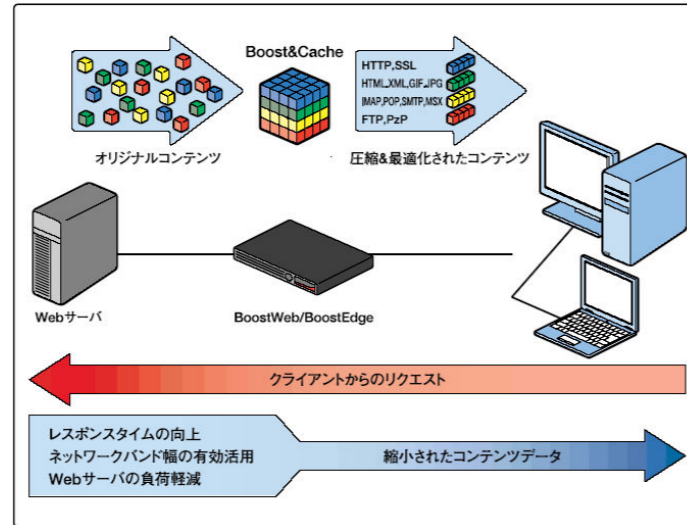 Boost&Cache
HTTP,SSL
HTML,XML,GIF,JPG
IMAP,POP,SMTP,MSX
FTP,PzP
オリジナルコンテンツ
圧縮&最適化されたコンテンツ
Webサーバ
BoostWeb/BoostEdge
クライアントからのリクエスト
レスポンスタイムの向上
ネットワークバンド幅の有効活用
Webサーバの負荷軽減
縮小されたコンテンツデータ